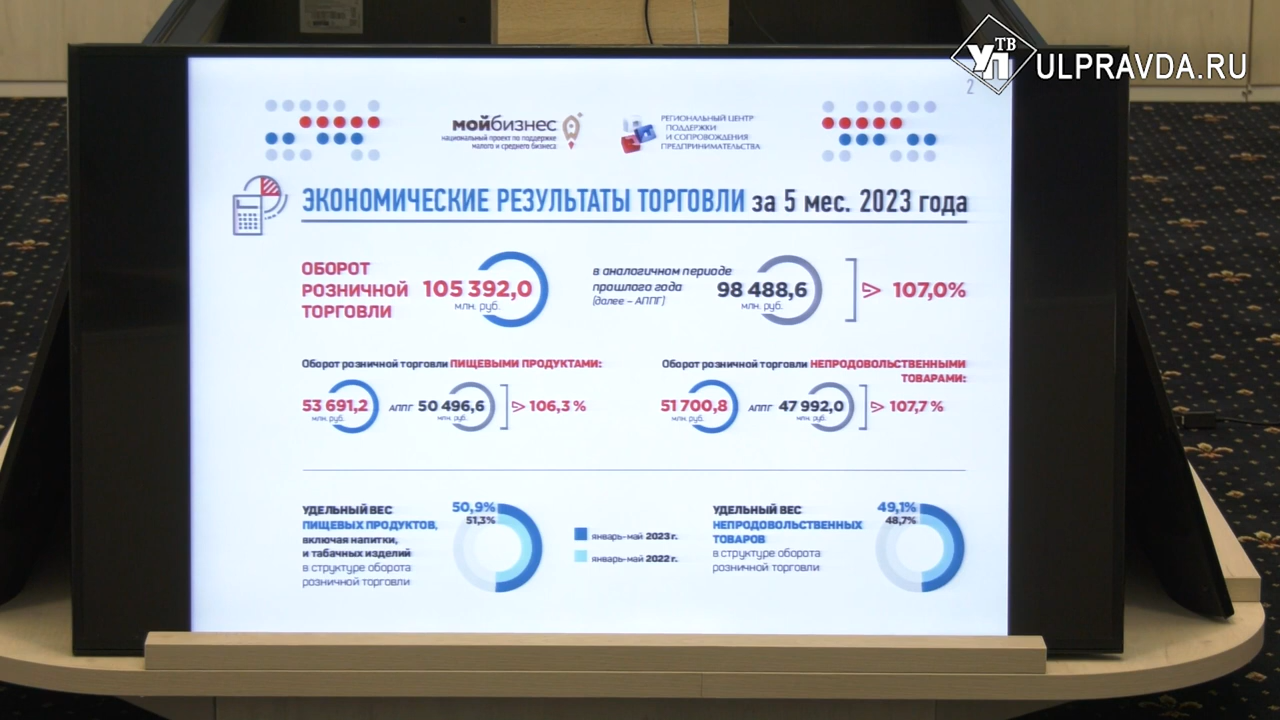 УП ТВ
ULPRAVDA.RU
2
МОЙБИЗНЕС
НАЦИОНАЛЬНЫЙ ПРОЕКТ ПО ПОДДЕРЖКЕ
МАЛОГО И СРЕДНЕГО БИЗНЕСА
РЕГИОНАЛЬНЫЙ ЦЕНТР
ПОДДЕРЖКИ
И СОПРОВОЖДЕНИЯ
ПРЕДПРИНИМАТЕЛЬСТВА
ЭКОНОМИЧЕСКИЕ РЕЗУЛЬТАТЫ ТОРГОВЛИ за 5 мес. 2023 года
ОБОРОТ
РОЗНИЧНОЙ
ТОРГОВЛИ
105 392,0
млн. руб.
в аналогичном периоде
прошлого года
(далее – АППГ)
98 488,6
млн. руб.
107,0%
Оборот розничной торговли ПИЩЕВЫМИ ПРОДУКТАМИ:
53 691,2
млн. руб.
АППГ 50 496,6
млн. руб.
106,3 %
Оборот розничной торговли НЕПРОДОВОЛЬСТВЕННЫМИ
ТОВАРАМИ:
51 700,8
млн. руб.
АППГ 47 992,0
млн. руб.
107,7 %
УДЕЛЬНЫЙ ВЕС
ПИЩЕВЫХ ПРОДУКТОВ,
включая напитки,
и табачных изделий
в структуре оборота
розничной торговли
50,9%
51,3%
январь-май 2023 г.
январь-май 2022 г.
УДЕЛЬНЫЙ ВЕС
НЕПРОДОВОЛЬСТВЕННЫХ
ТОВАРОВ
в структуре оборота
розничной торговли
49,1%
48,7%